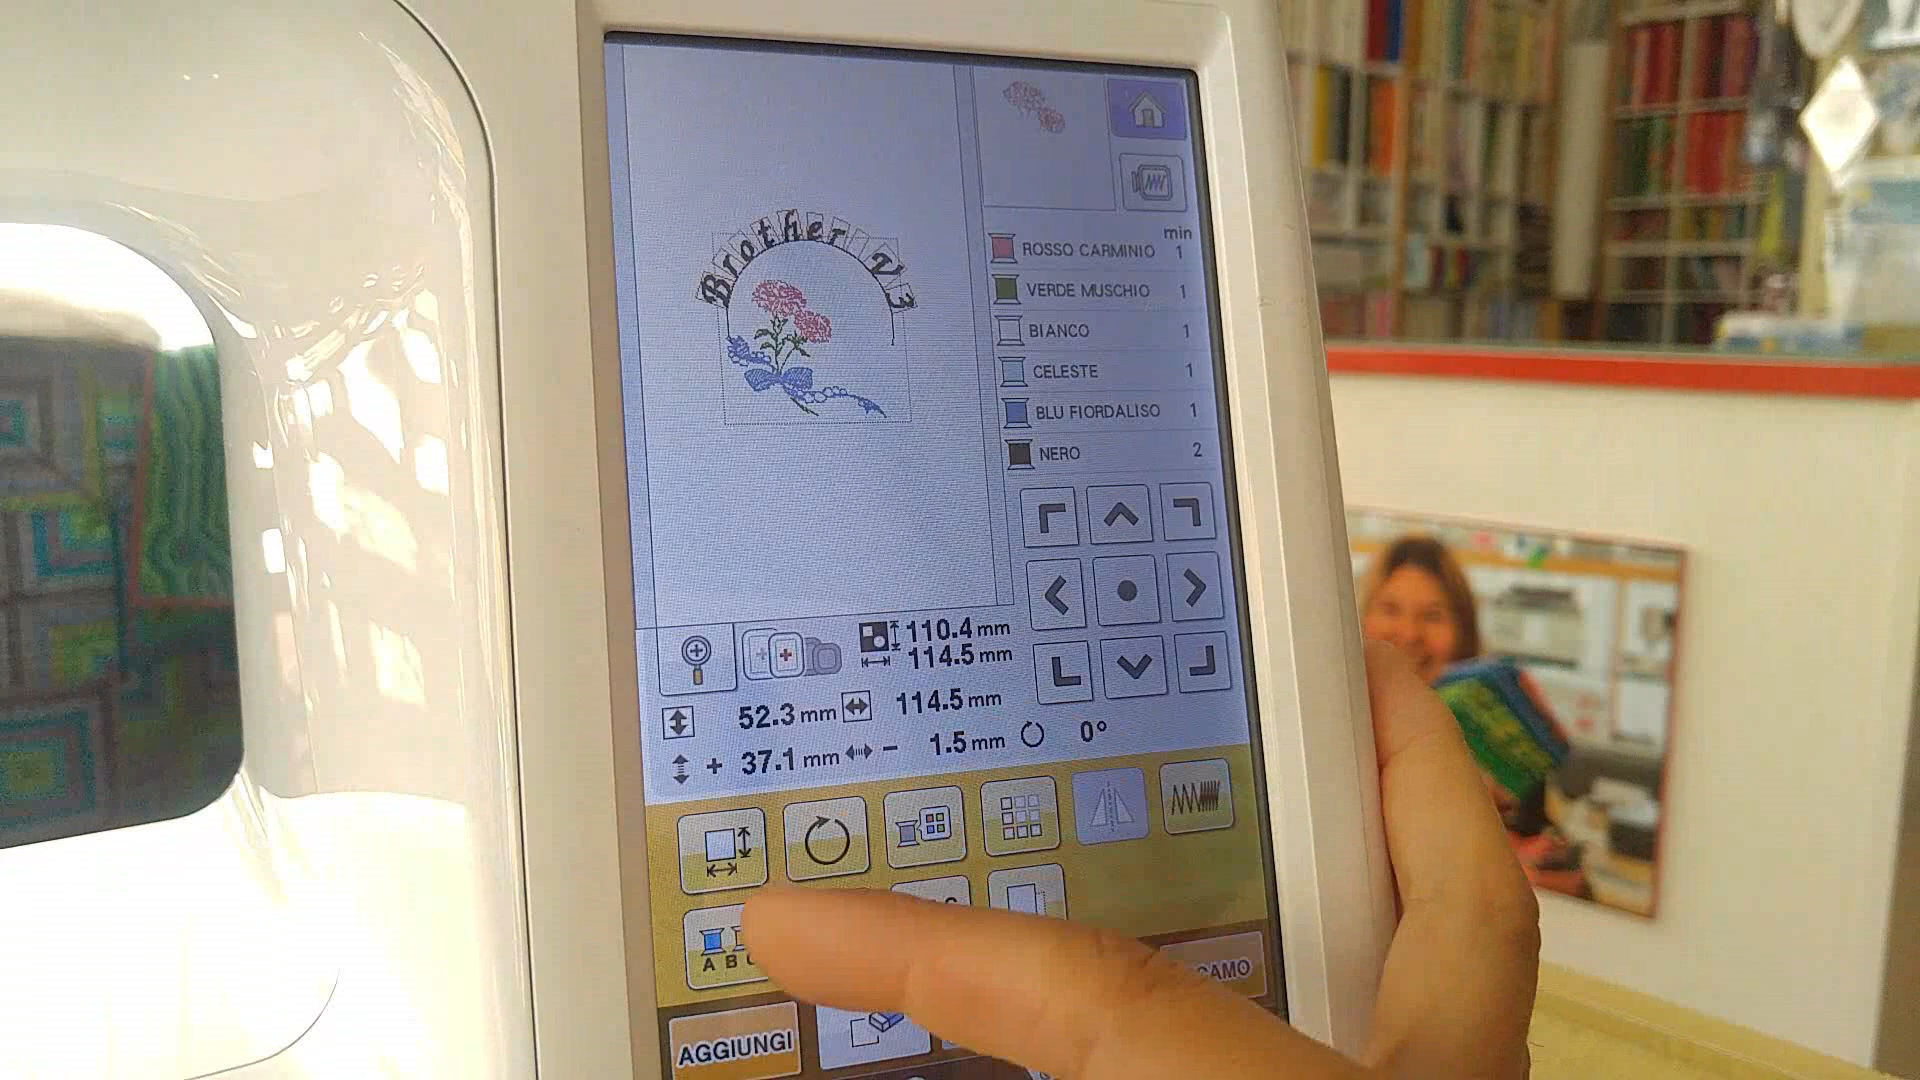 Brother V3
min
ROSSO CARMINIO 1
VERDE MUSCHIO 1
BIANCO 1
CELESTE 1
BLU FIORDALISO 1
NERO 2
110.4 mm
114.5 mm
52.3 mm 114.5 mm
+ 37.1 mm − 1.5 mm 0°
A B C
AGGIUNGI